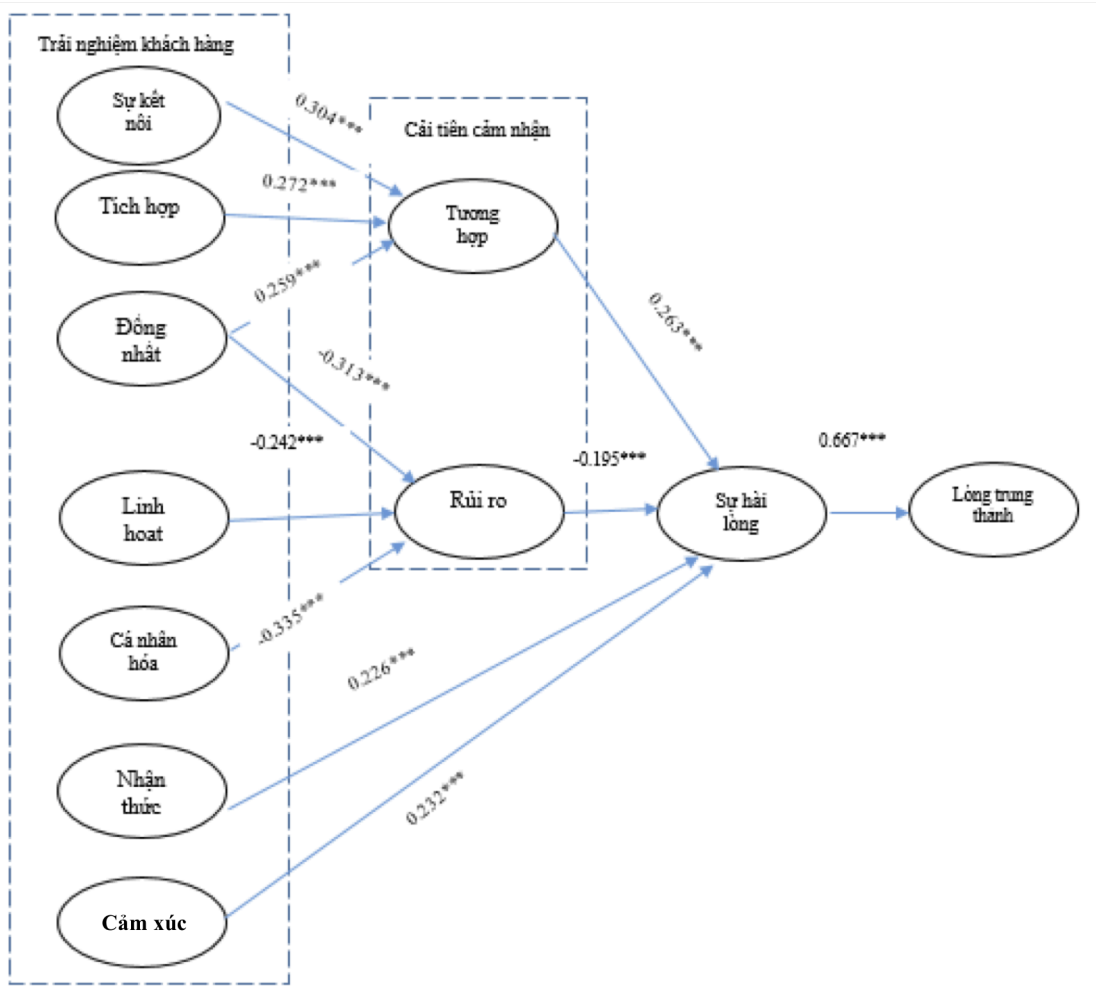 Trải nghiệm khách hàng
Sự kết
nối
0.304***
Cải tiến cảm nhận
Tích hợp
0.272***
Tương
hợp
0.259***
Đồng
nhất
0.263***
-0.313***
-0.242***
0.667***
-0.195***
Linh
hoạt
Rủi ro
Sự hài
lòng
Lòng trung
thành
Cá nhân
hóa
-0.335***
0.226***
Nhận
thức
0.232***
Cảm xúc